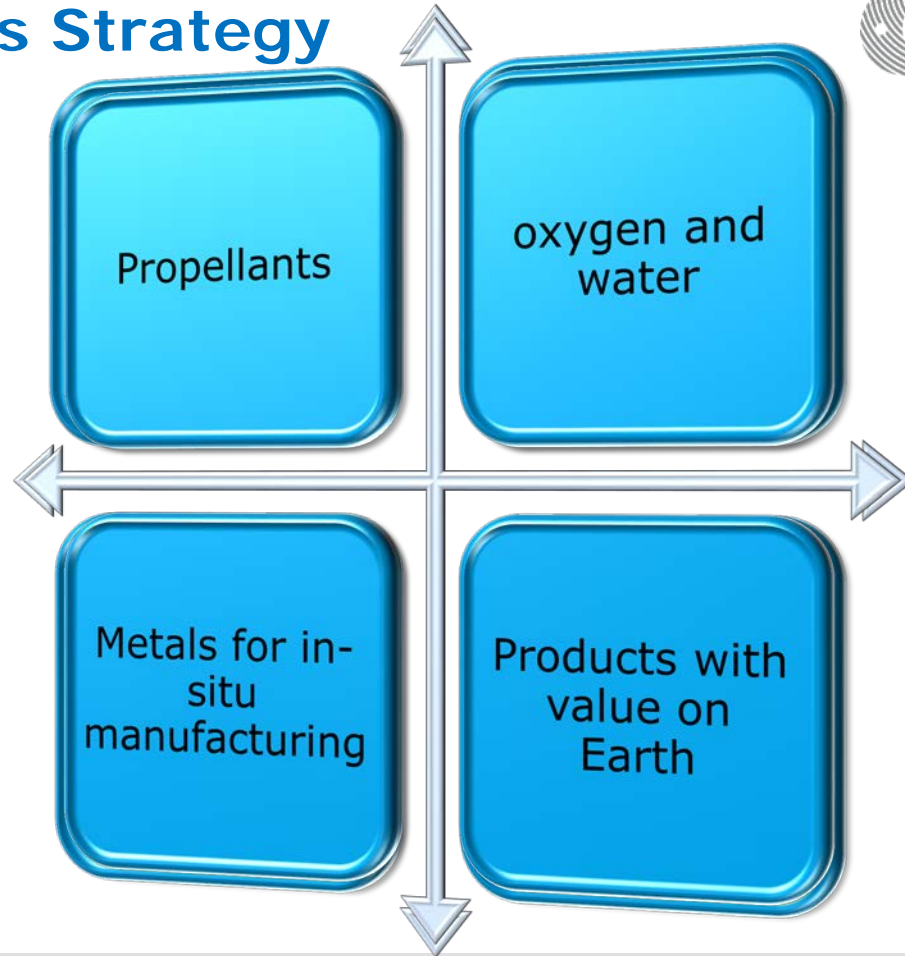 s Strategy
Propellants
oxygen and
water
Metals for in-
situ
manufacturing
Products with
value on
Earth